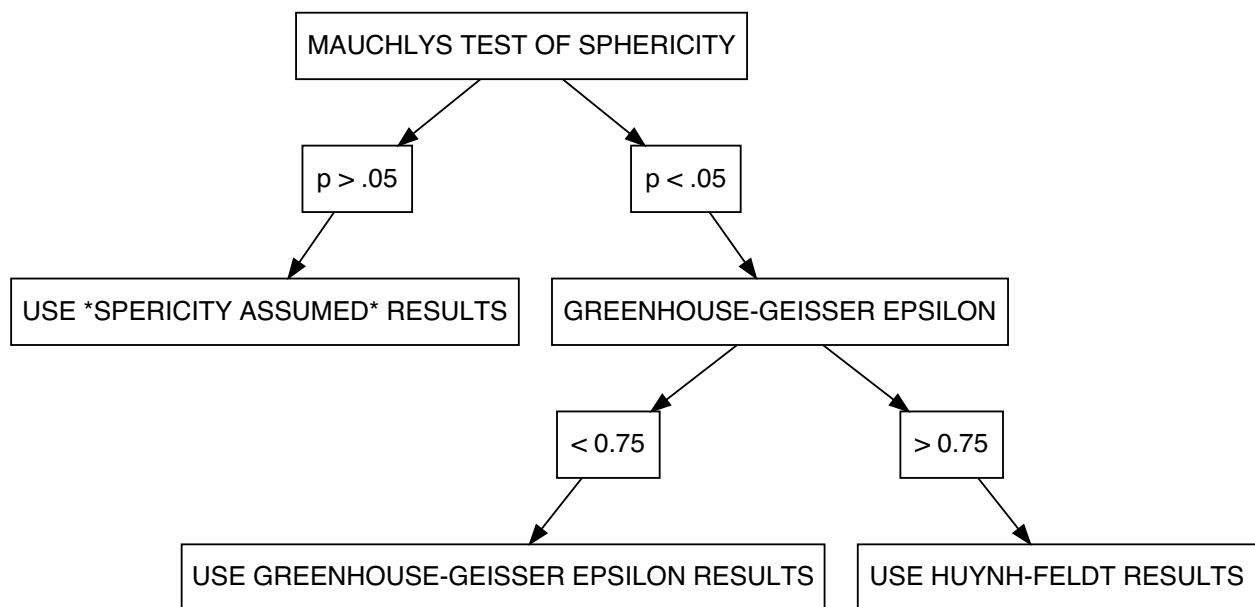 MAUCHLYS TEST OF SPHERICITY
p > .05
p < .05
USE *SPERICITY ASSUMED* RESULTS
GREENHOUSE-GEISSER EPSILON
< 0.75
> 0.75
USE GREENHOUSE-GEISSER EPSILON RESULTS
USE HUYNH-FELDT RESULTS